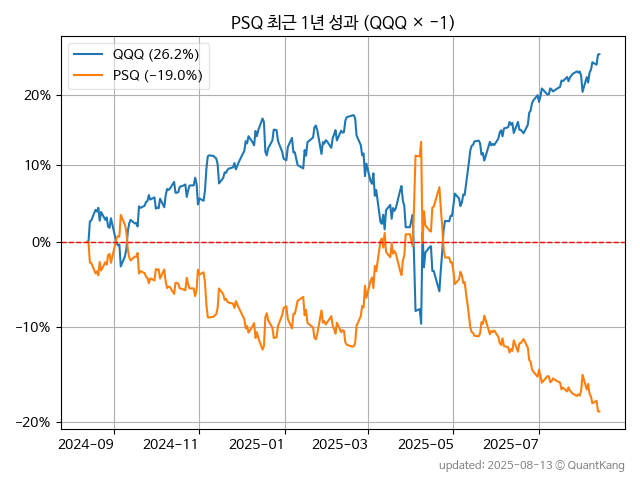 PSQ 최근 1년 성과 (QQQ × −1)
QQQ (26.2%)
PSQ (−19.0%)
20%
10%
0%
−10%
−20%
2024-09 2024-11 2025-01 2025-03 2025-05 2025-07
updated: 2025-08-13 © QuantKang